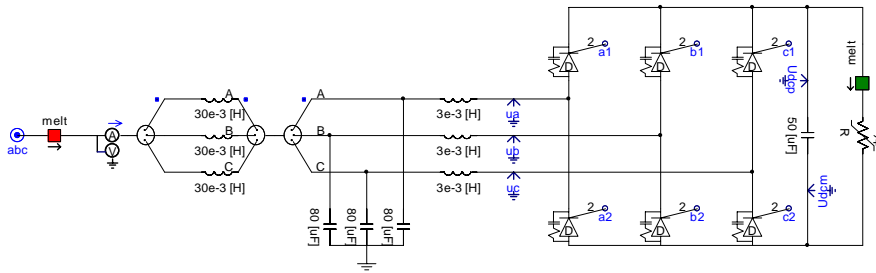 2 a1
2 b1
2 c1
D
D
D
melt
Udcp
A
A
melt
30e-3 [H]
3e-3 [H]
ua
A
V
B
B
abc
30e-3 [H]
3e-3 [H]
ub
50 [uF]
R
C
C
30e-3 [H]
3e-3 [H]
uc
Udcm
80 [uF]
80 [uF]
80 [uF]
2 a2
2 b2
2 c2
D
D
D